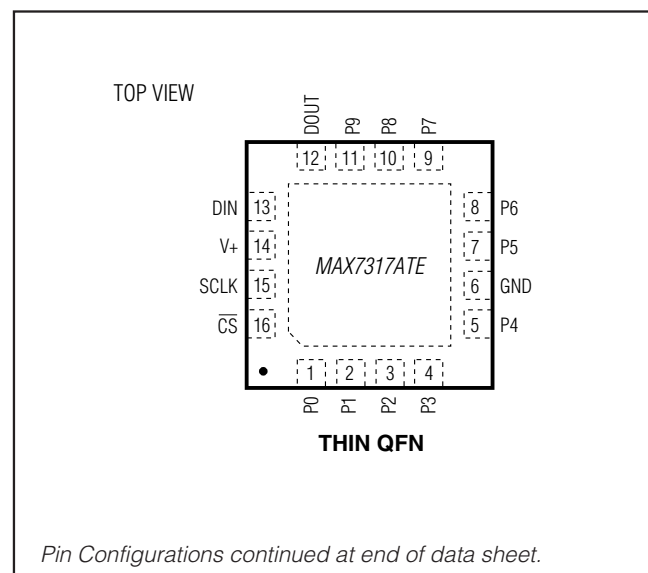 TOP VIEW
DOUT P9 P8 P7
12 11 10 9
DIN 13 8 P6
V+ 14 7 P5
MAX7317ATE
SCLK 15 6 GND
C̅S̅ 16 5 P4
1 2 3 4
P0 P1 P2 P3
THIN QFN
Pin Configurations continued at end of data sheet.